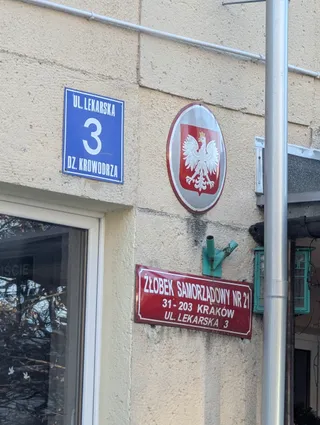 UL. LEKARSKA
3
DZ. KROWODRZA
ŻŁOBEK SAMORZĄDOWY NR 21
31-203 KRAKÓW
UL. LEKARSKA 3